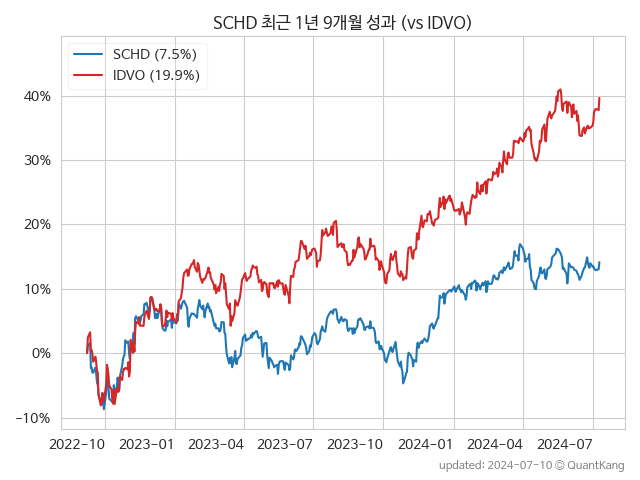 SCHD 최근 1년 9개월 성과 (vs IDVO)
SCHD (7.5%)
IDVO (19.9%)
40%
30%
20%
10%
0%
−10%
2022-10 2023-01 2023-04 2023-07 2023-10 2024-01 2024-04 2024-07
updated: 2024-07-10 © QuantKang